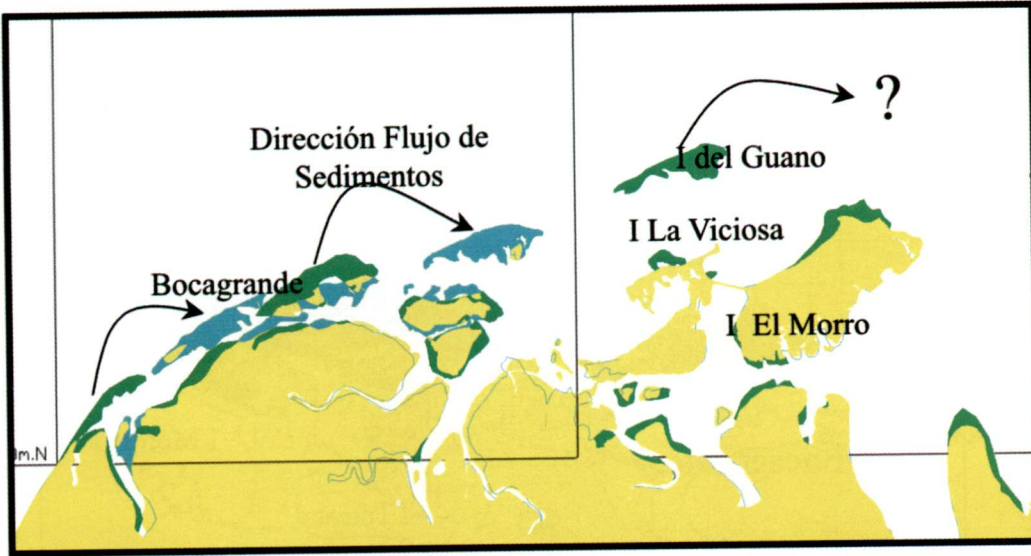 Dirección Flujo de
Sedimentos
?
I del Guano
I La Viciosa
Bocagrande
I El Morro
m.N